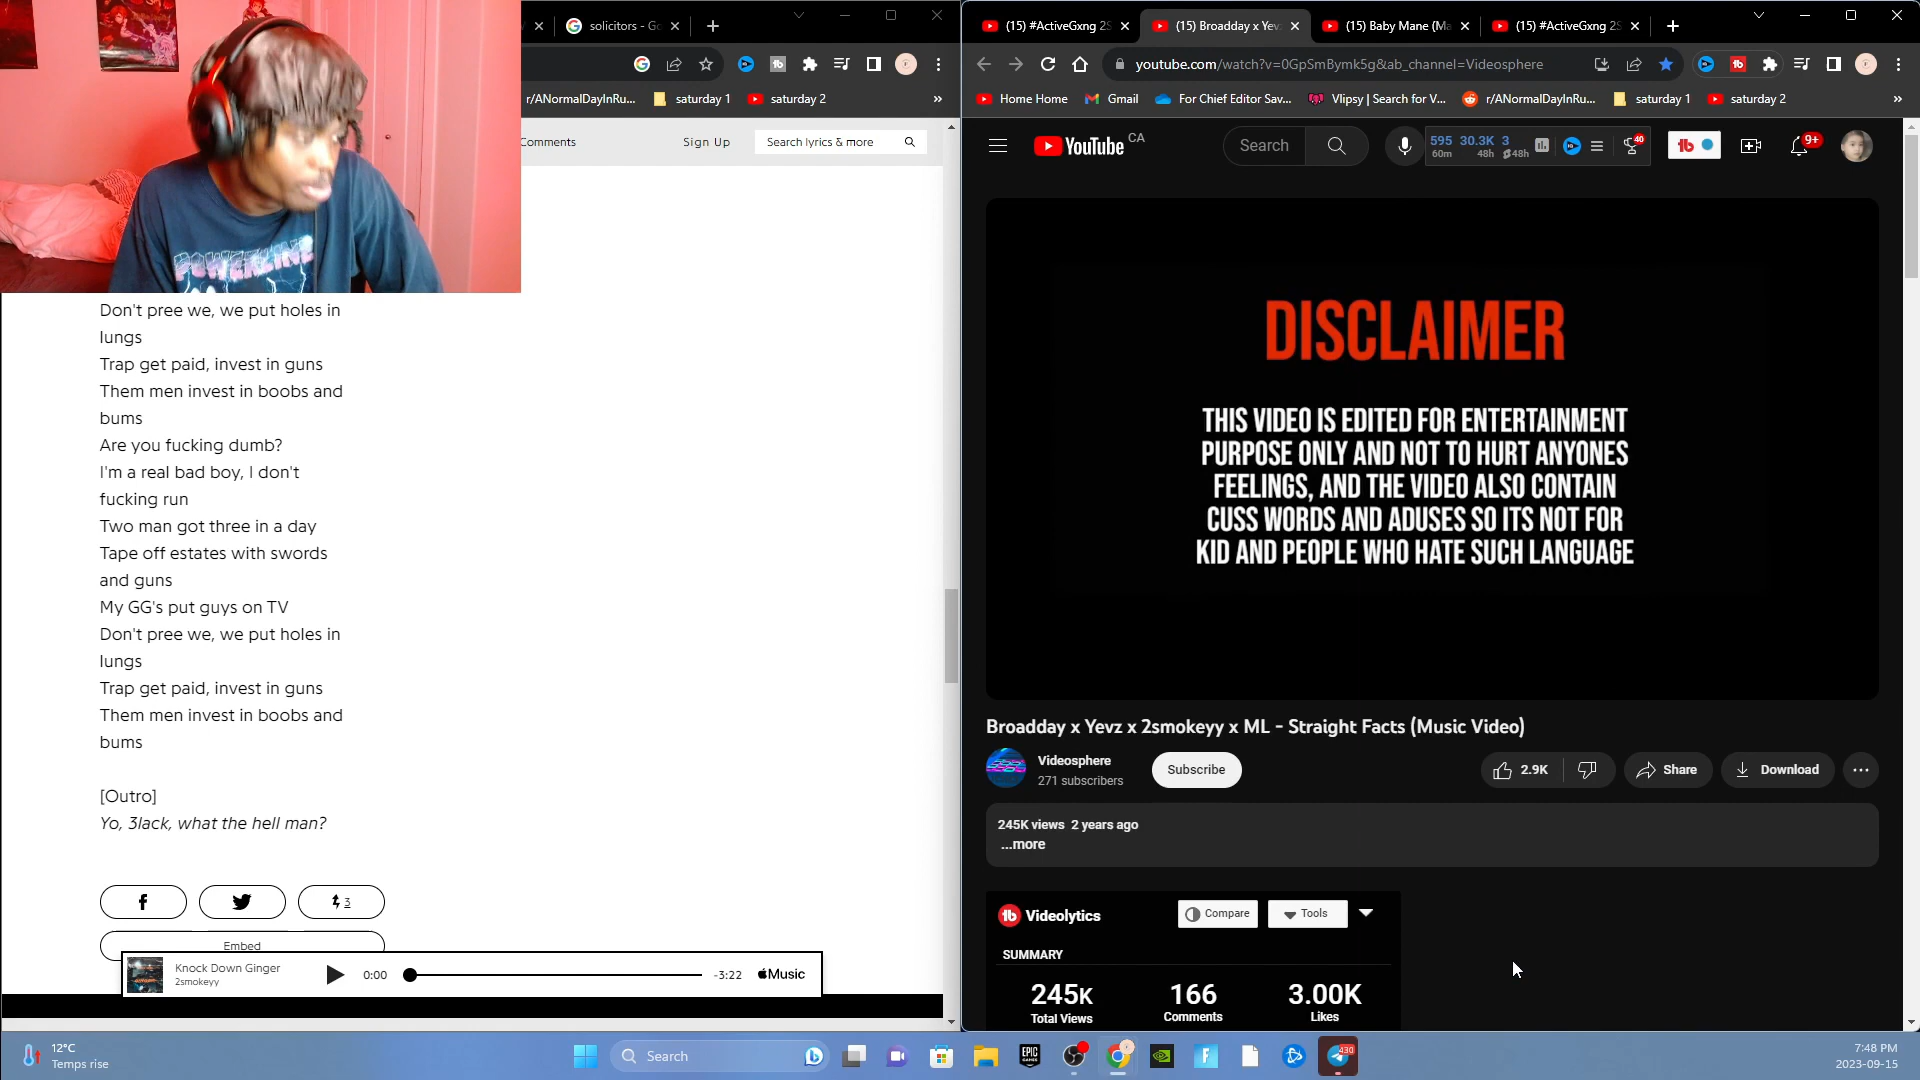 solicitors - Go
(15) #ActiveGxng 2S
(15) Broadday x Yev
(15) Baby Mane (Ma
(15) #ActiveGxng 2S
youtube.com/watch?v=0GpSmBymk5g&ab_channel=Videosphere
r/ANormalDayInRu...
saturday 1
saturday 2
»
Home Home
Gmail
For Chief Editor Sav...
Vlipsy | Search for V...
r/ANormalDayInRu...
saturday 1
saturday 2
»
Comments
Sign Up
Search lyrics & more
YouTube CA
Search
595 30.3K 3
60m 48h 48h
40
9+
POWERLINE
Don't pree we, we put holes in
lungs
Trap get paid, invest in guns
Them men invest in boobs and
bums
Are you fucking dumb?
I'm a real bad boy, I don't
fucking run
Two man got three in a day
Tape off estates with swords
and guns
My GG's put guys on TV
Don't pree we, we put holes in
lungs
Trap get paid, invest in guns
Them men invest in boobs and
bums
[Outro]
Yo, 3lack, what the hell man?
3
Embed
Knock Down Ginger
2smokeyy
0:00
-3:22
Music
DISCLAIMER
THIS VIDEO IS EDITED FOR ENTERTAINMENT
PURPOSE ONLY AND NOT TO HURT ANYONES
FEELINGS, AND THE VIDEO ALSO CONTAIN
CUSS WORDS AND ADUSES SO ITS NOT FOR
KID AND PEOPLE WHO HATE SUCH LANGUAGE
Broadday x Yevz x 2smokeyy x ML - Straight Facts (Music Video)
Videosphere
271 subscribers
Subscribe
2.9K
Share
Download
245K views 2 years ago
...more
Videolytics
Compare
Tools
SUMMARY
245K
Total Views
166
Comments
3.00K
Likes
12°C
Temps rise
Search
EPIC GAMES
430
7:48 PM
2023-09-15